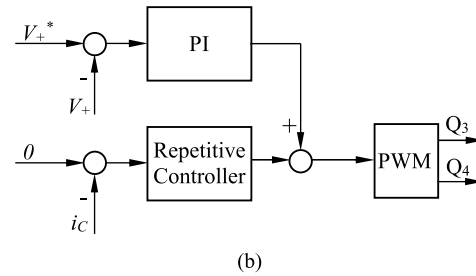 V+*
PI
-
V+
+
Q3
0
Repetitive
Controller
PWM
Q4
-
iC
(b)